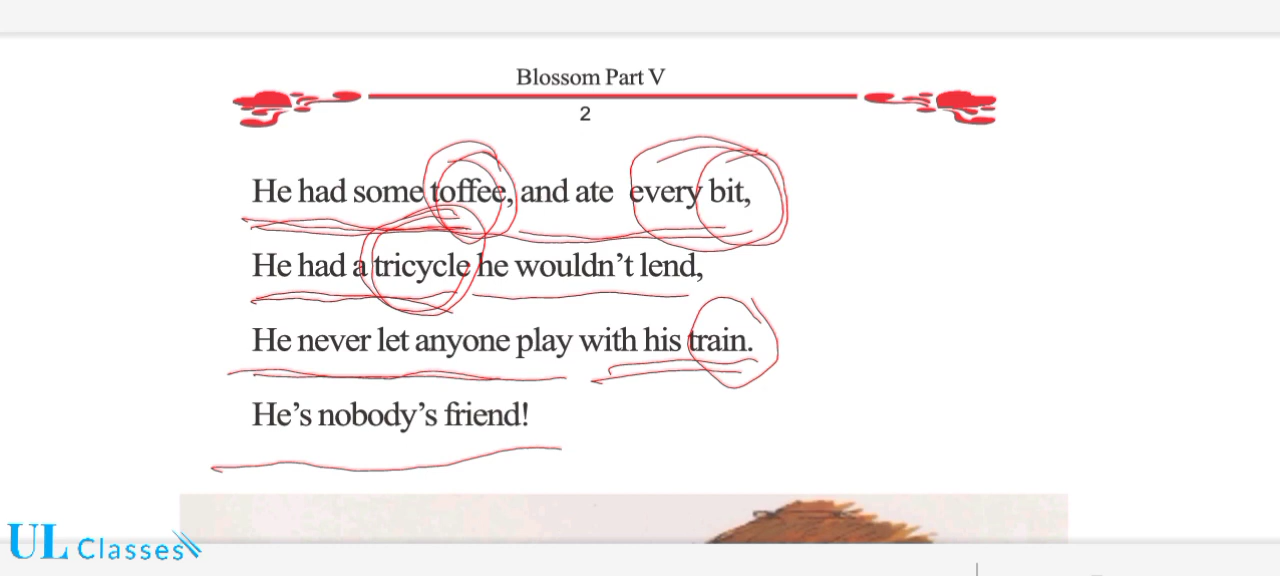 Blossom Part V
2
He had some toffee, and ate every bit,
He had a tricycle he wouldn't lend,
He never let anyone play with his train.
He's nobody's friend!
UL Classes